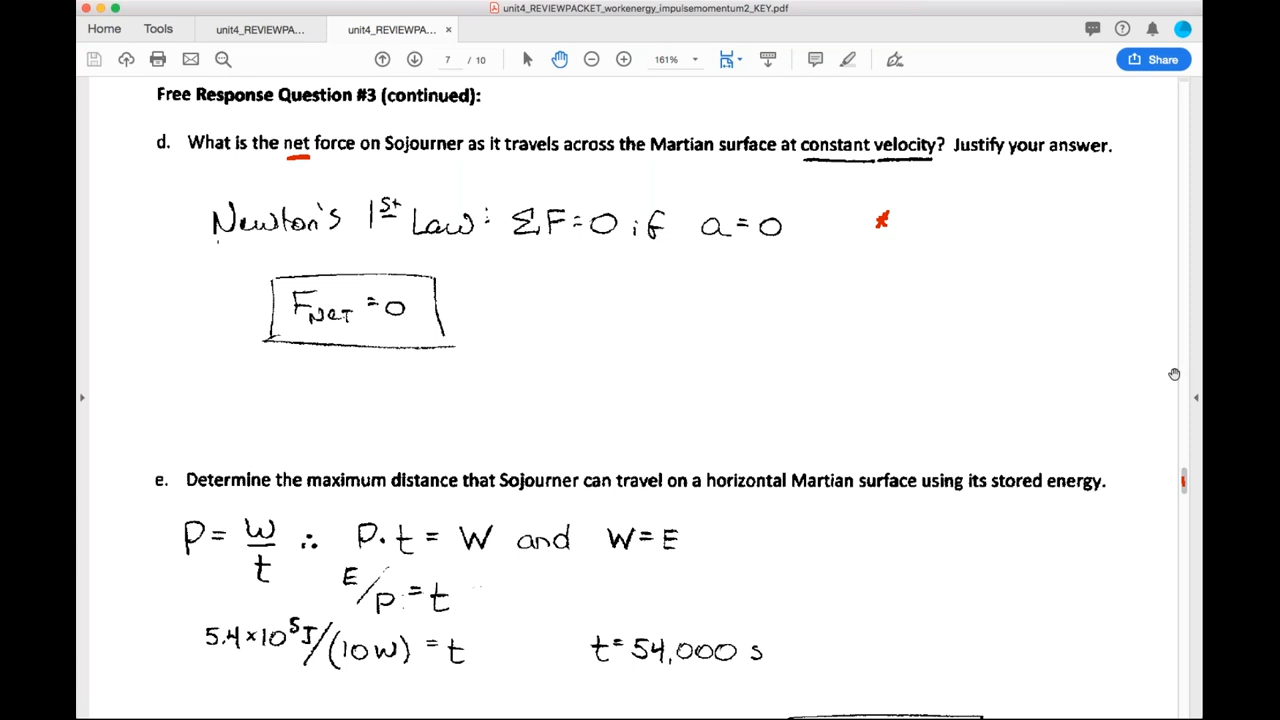 unit4_REVIEWPACKET_workenergy_impulsemomentum2_KEY.pdf
Home Tools unit4_REVIEWPA... unit4_REVIEWPA... ×
7 / 10 161% Share
Free Response Question #3 (continued):
d. What is the net force on Sojourner as it travels across the Martian surface at constant velocity? Justify your answer.
Newton's 1st Law: ΣF=0 if a=0 *
F_NET = 0
e. Determine the maximum distance that Sojourner can travel on a horizontal Martian surface using its stored energy.
P = W/t ∴ P·t = W and W=E
E/P = t
5.4×10⁵J/(10W) = t t= 54,000 s